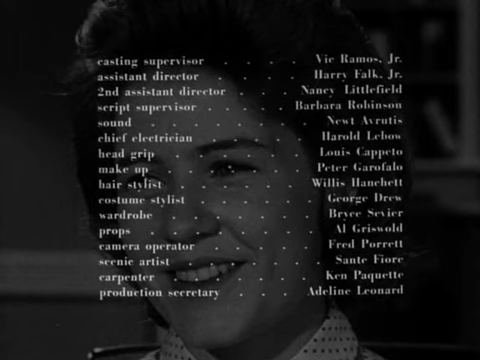 casting supervisor . . . . Vic Ramos, Jr.
assistant director . . . . Harry Falk, Jr.
2nd assistant director . . . . Nancy Littlefield
script supervisor . . . . Barbara Robinson
sound . . . . . . . . Newt Avrutis
chief electrician . . . . . Harold Lebow
head grip . . . . . . . Louis Cappeto
make up . . . . . . . Peter Garofalo
hair stylist . . . . . . Willis Hanchett
costume stylist . . . . . . George Drew
wardrobe . . . . . . . Bryce Sevier
props . . . . . . . . . Al Griswold
camera operator . . . . . Fred Porrett
scenic artist . . . . . . . Sante Fiore
carpenter . . . . . . . Ken Paquette
production secretary . . . Adeline Leonard